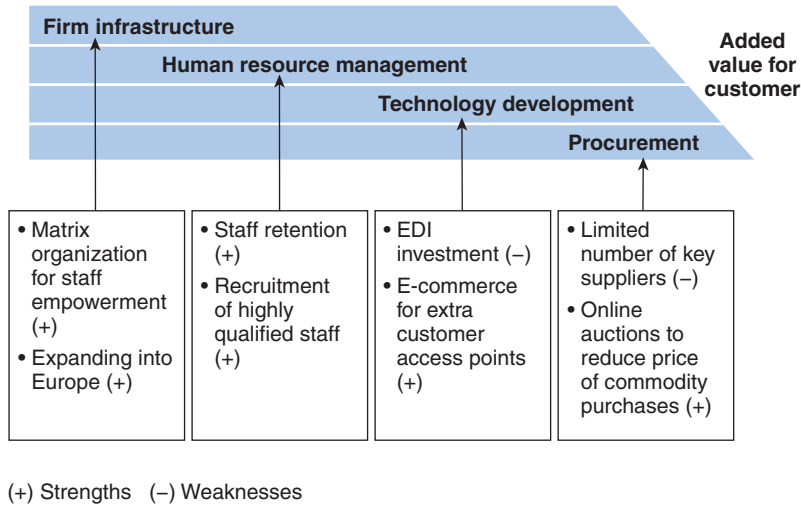 Firm infrastructure
Human resource management
Technology development
Procurement
Added
value for
customer
• Matrix
organization
for staff
empowerment
(+)
• Expanding into
Europe (+)
• Staff retention
(+)
• Recruitment
of highly
qualified staff
(+)
• EDI
investment (−)
• E-commerce
for extra
customer
access points
(+)
• Limited
number of key
suppliers (−)
• Online
auctions to
reduce price
of commodity
purchases (+)
(+) Strengths (−) Weaknesses